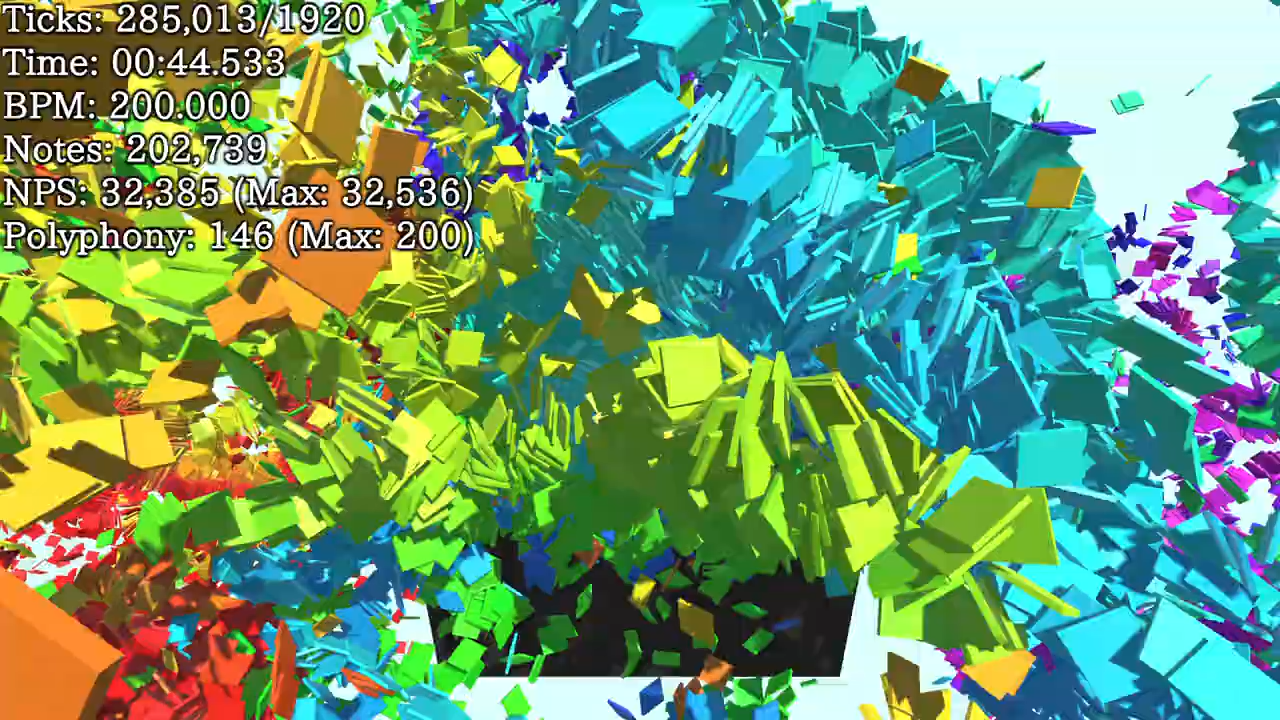 Ticks: 285,013/1920
Time: 00:44.533
BPM: 200.000
Notes: 202,739
NPS: 32,385 (Max: 32,536)
Polyphony: 146 (Max: 200)